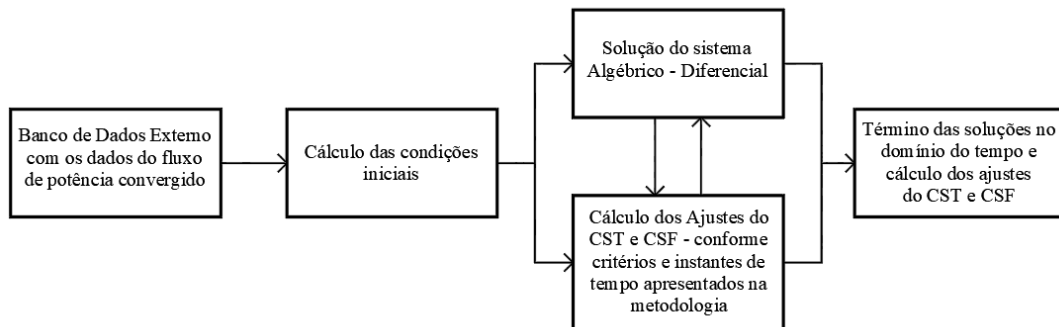 Banco de Dados Externo
com os dados do fluxo
de potência convergido
Cálculo das condições
iniciais
Solução do sistema
Algébrico - Diferencial
Cálculo dos Ajustes do
CST e CSF - conforme
critérios e instantes de
tempo apresentados na
metodologia
Término das soluções no
domínio do tempo e
cálculo dos ajustes
do CST e CSF